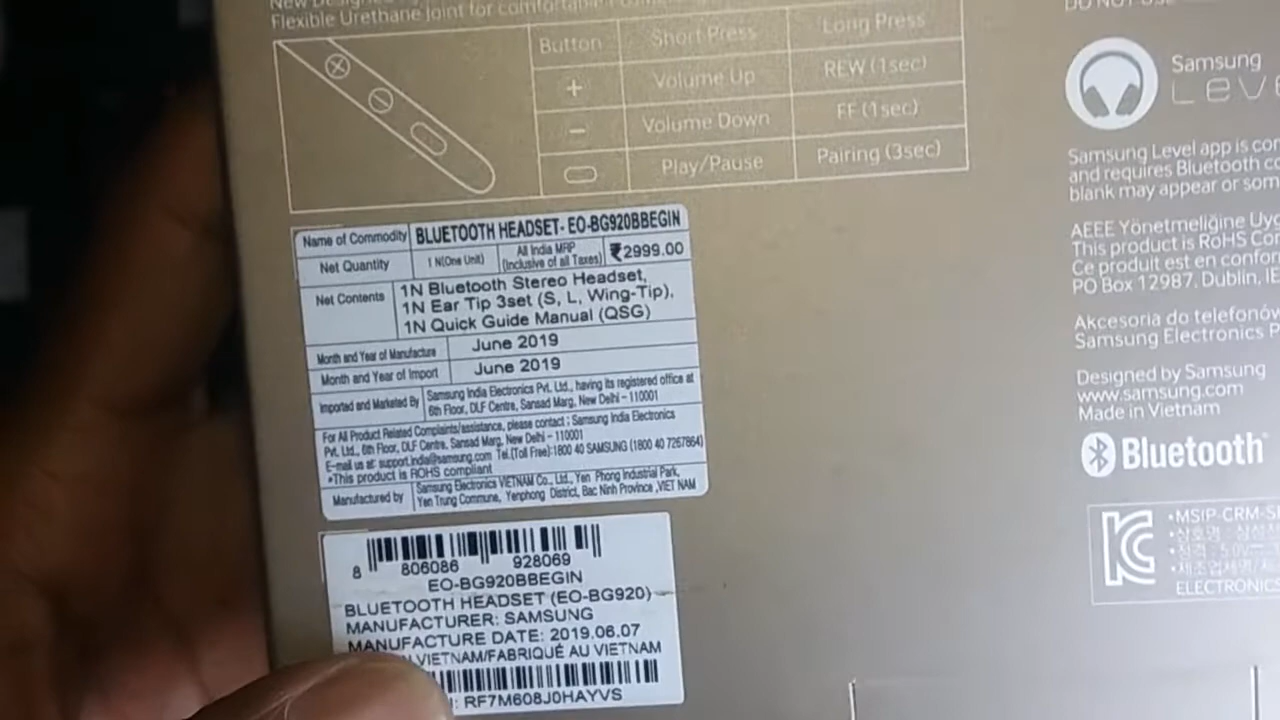 New Designed
Flexible Urethane Joint for comfortable
Button Short Press Long Press
+ Volume Up REW (1sec)
– Volume Down FF (1sec)
Play/Pause Pairing (3sec)
Name of Commodity BLUETOOTH HEADSET- EO-BG920BBEGIN
Net Quantity 1 N(One Unit) All India MRP (Inclusive of all Taxes) ₹2999.00
Net Contents 1N Bluetooth Stereo Headset,
1N Ear Tip 3set (S, L, Wing-Tip),
1N Quick Guide Manual (QSG)
Month and Year of Manufacture June 2019
Month and Year of Import June 2019
Imported and Marketed By Samsung India Electronics Pvt. Ltd., having its registered office at
6th Floor, DLF Centre, Sansad Marg, New Delhi – 110001
For All Product Related Complaints/assistance, please contact : Samsung India Electronics
Pvt. Ltd., 6th Floor, DLF Centre, Sansad Marg, New Delhi – 110001
E-mail us at: support.india@samsung.com Tel.(Toll Free):1800 40 SAMSUNG (1800 40 7267864)
*This product is ROHS compliant
Manufactured by Samsung Electronics VIETNAM Co., Ltd., Yen Phong Industrial Park,
Yen Trung Commune, Yenphong District, Bac Ninh Province ,VIET NAM
8 806086 928069
EO-BG920BBEGIN
BLUETOOTH HEADSET (EO-BG920)
MANUFACTURER: SAMSUNG
MANUFACTURE DATE: 2019.06.07
VIETNAM/FABRIQUÉ AU VIETNAM
: RF7M608J0HAYVS
DO NOT
Samsung
LEVE
Samsung Level app is
and requires Bluetooth
blank may appear or
AEEE Yönetmeliğine
This product is RoHS
Ce produit est en
PO Box 12987, Dublin,
Akcesoria do
Samsung Electronics
Designed by Samsung
www.samsung.com
Made in Vietnam
Bluetooth
•MSIP-CRM-
•상호명 :
ELECTRONICS